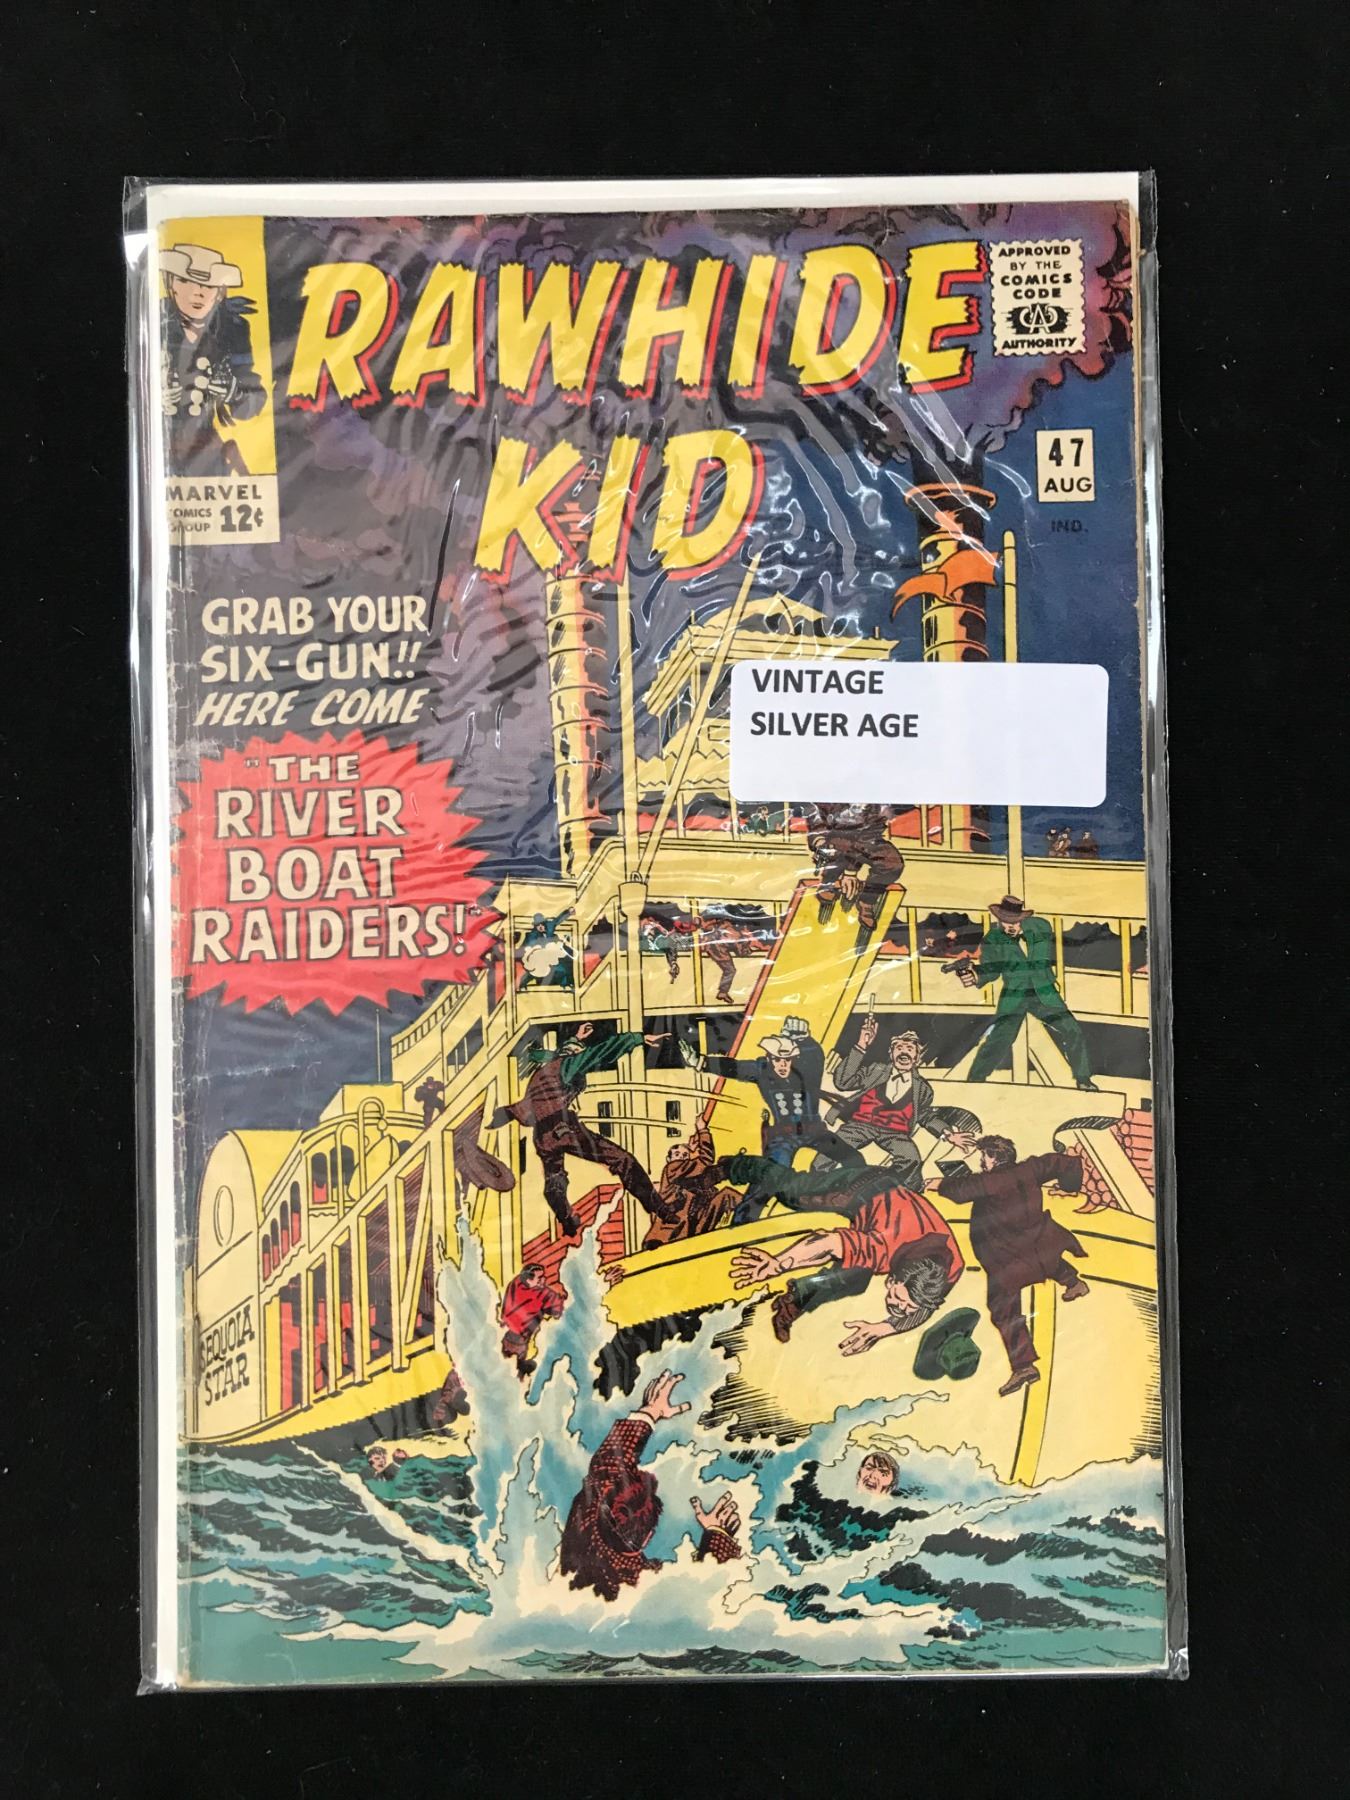 RAWHIDE
KID
APPROVED
BY THE
COMICS
CODE
CA
AUTHORITY
47
AUG
IND.
MARVEL
COMICS
GROUP 12¢
GRAB YOUR
SIX-GUN!!
HERE COME
"THE
RIVER
BOAT
RAIDERS!"
VINTAGE
SILVER AGE
SEQUOIA
STAR